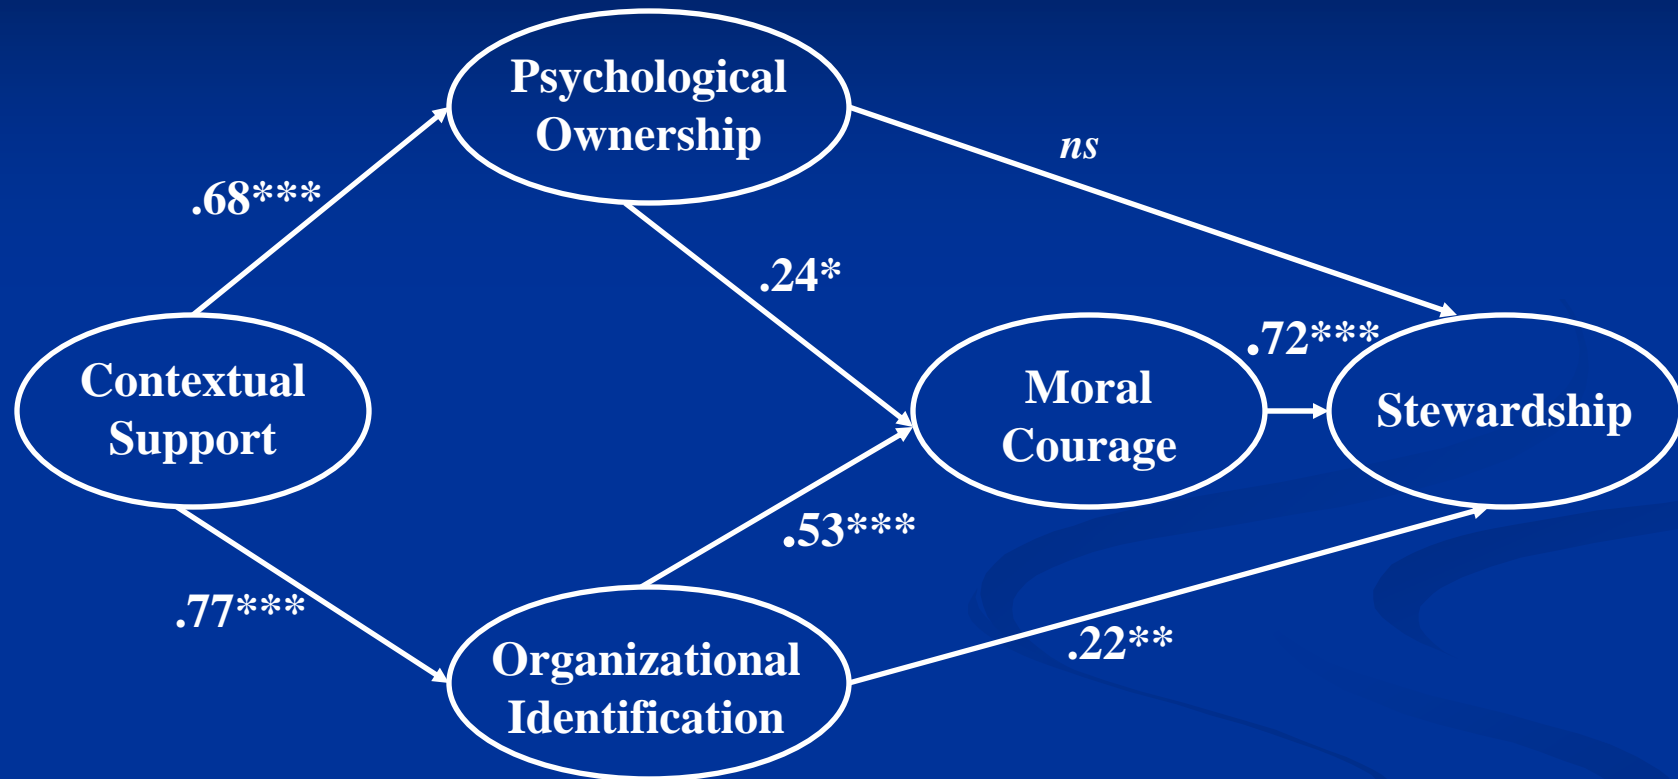 Psychological
Ownership
ns
.68***
.24*
.72***
Contextual
Support
Moral
Courage
Stewardship
.53***
.77***
.22**
Organizational
Identification